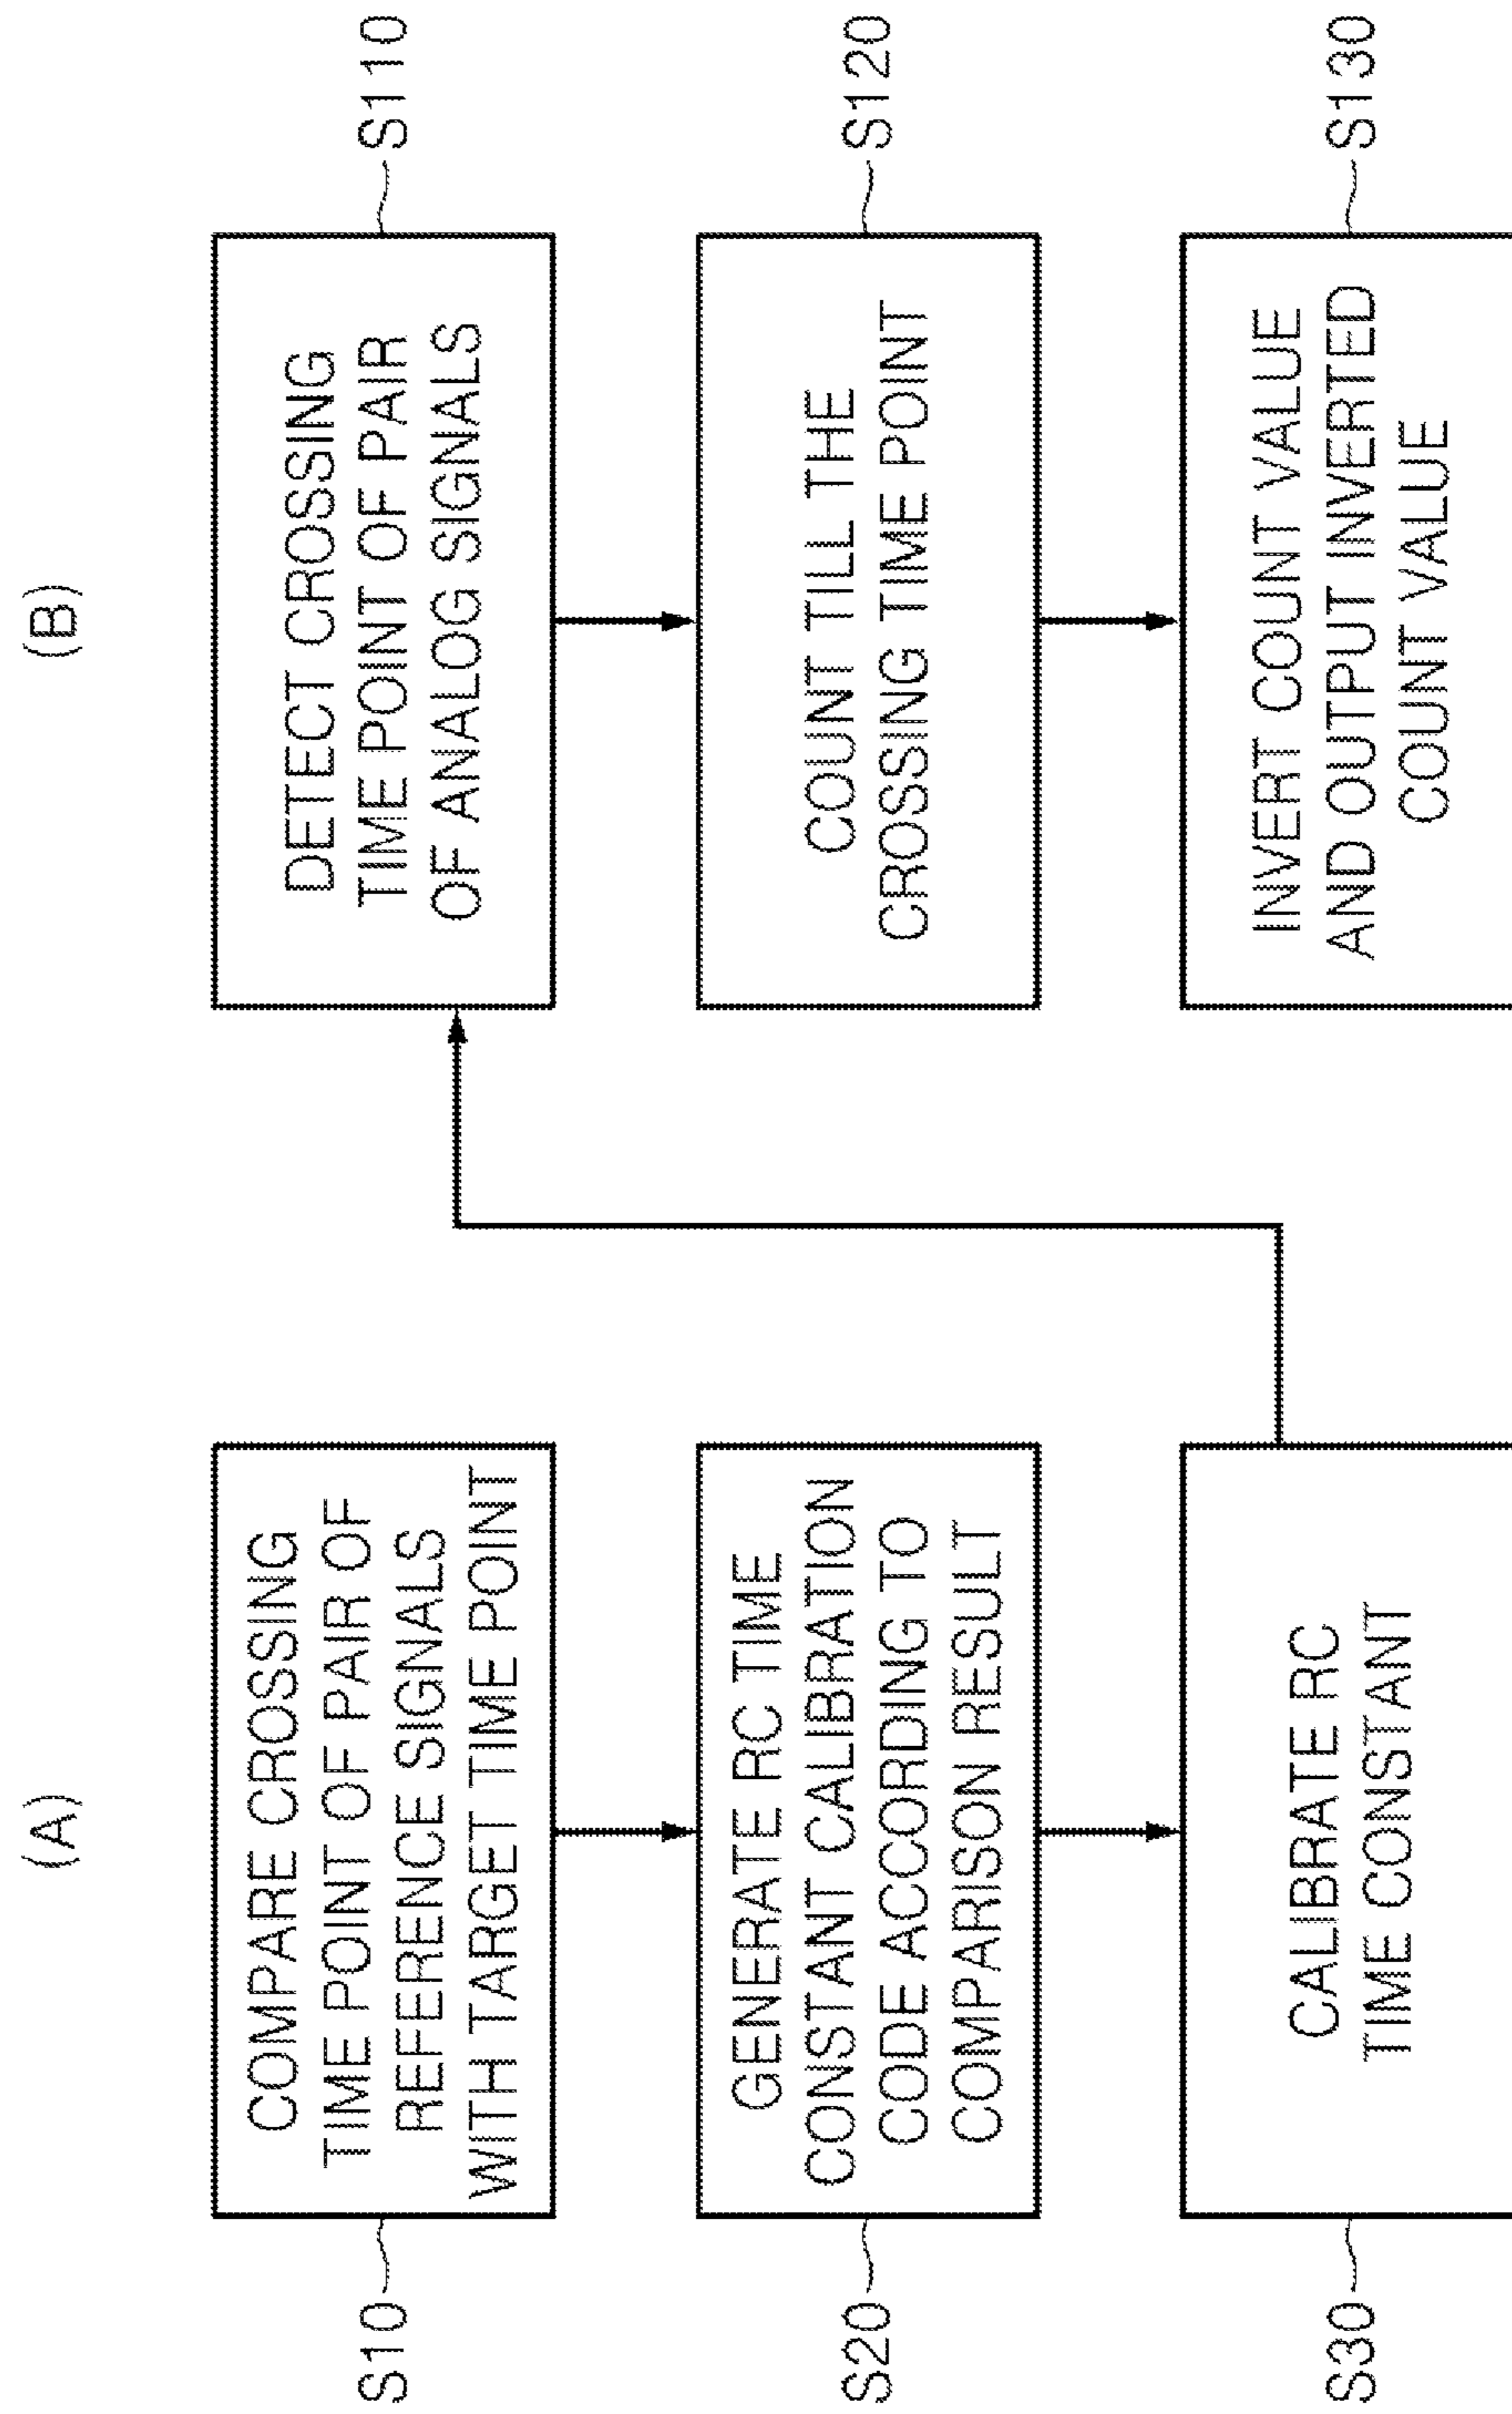 (A)
S10
COMPARE CROSSING
TIME POINT OF PAIR OF
REFERENCE SIGNALS
WITH TARGET TIME POINT
S20
GENERATE RC TIME
CONSTANT CALIBRATION
CODE ACCORDING TO
COMPARISON RESULT
S30
CALIBRATE RC
TIME CONSTANT
(B)
DETECT CROSSING
TIME POINT OF PAIR
OF ANALOG SIGNALS
S110
COUNT TILL THE
CROSSING TIME POINT
S120
INVERT COUNT VALUE
AND OUTPUT INVERTED
COUNT VALUE
S130